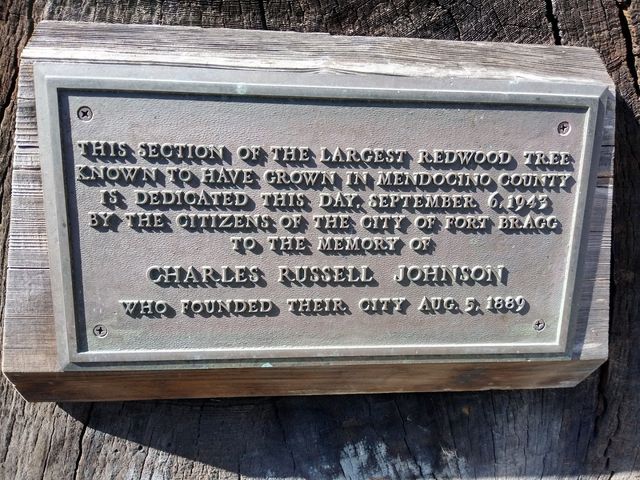 THIS SECTION OF THE LARGEST REDWOOD TREE
KNOWN TO HAVE GROWN IN MENDOCINO COUNTY
IS DEDICATED THIS DAY, SEPTEMBER 6, 1943
BY THE CITIZENS OF THE CITY OF FORT BRAGG
TO THE MEMORY OF
CHARLES RUSSELL JOHNSON
WHO FOUNDED THEIR CITY AUG. 5, 1889